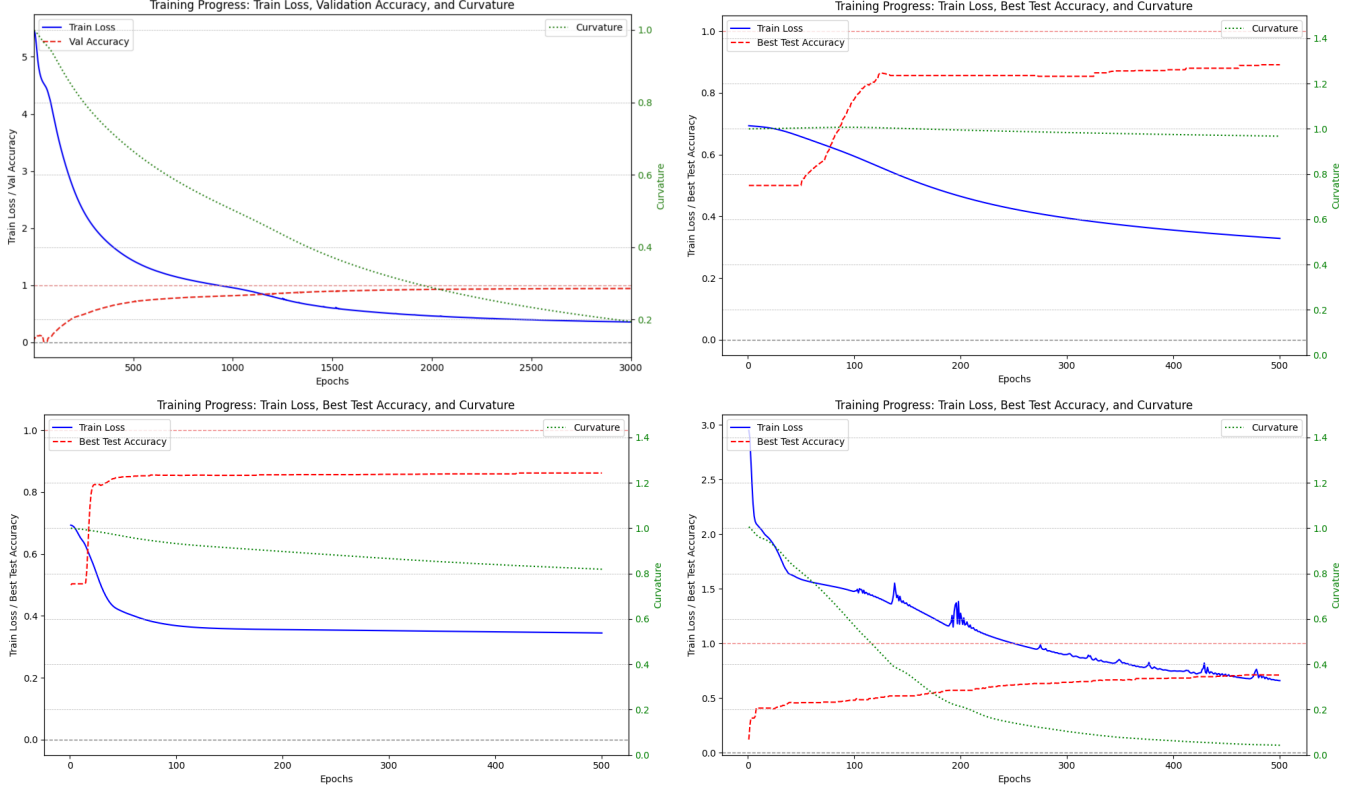 Training Progress: Train Loss, Validation Accuracy, and Curvature
Train Loss
Val Accuracy
Curvature
Train Loss / Val Accuracy
5
4
3
2
1
0
1.0
0.8
0.6
0.4
0.2
Curvature
500
1000
1500
2000
2500
3000
Epochs
Training Progress: Train Loss, Best Test Accuracy, and Curvature
Train Loss
Best Test Accuracy
Curvature
Train Loss / Best Test Accuracy
1.0
0.8
0.6
0.4
0.2
0.0
1.4
1.2
1.0
0.8
0.6
0.4
0.2
0.0
Curvature
0
100
200
300
400
500
Epochs
Training Progress: Train Loss, Best Test Accuracy, and Curvature
Train Loss
Best Test Accuracy
Curvature
Train Loss / Best Test Accuracy
1.0
0.8
0.6
0.4
0.2
0.0
1.4
1.2
1.0
0.8
0.6
0.4
0.2
0.0
Curvature
0
100
200
300
400
500
Epochs
Training Progress: Train Loss, Best Test Accuracy, and Curvature
Train Loss
Best Test Accuracy
Curvature
Train Loss / Best Test Accuracy
3.0
2.5
2.0
1.5
1.0
0.5
0.0
1.4
1.2
1.0
0.8
0.6
0.4
0.2
0.0
Curvature
0
100
200
300
400
500
Epochs